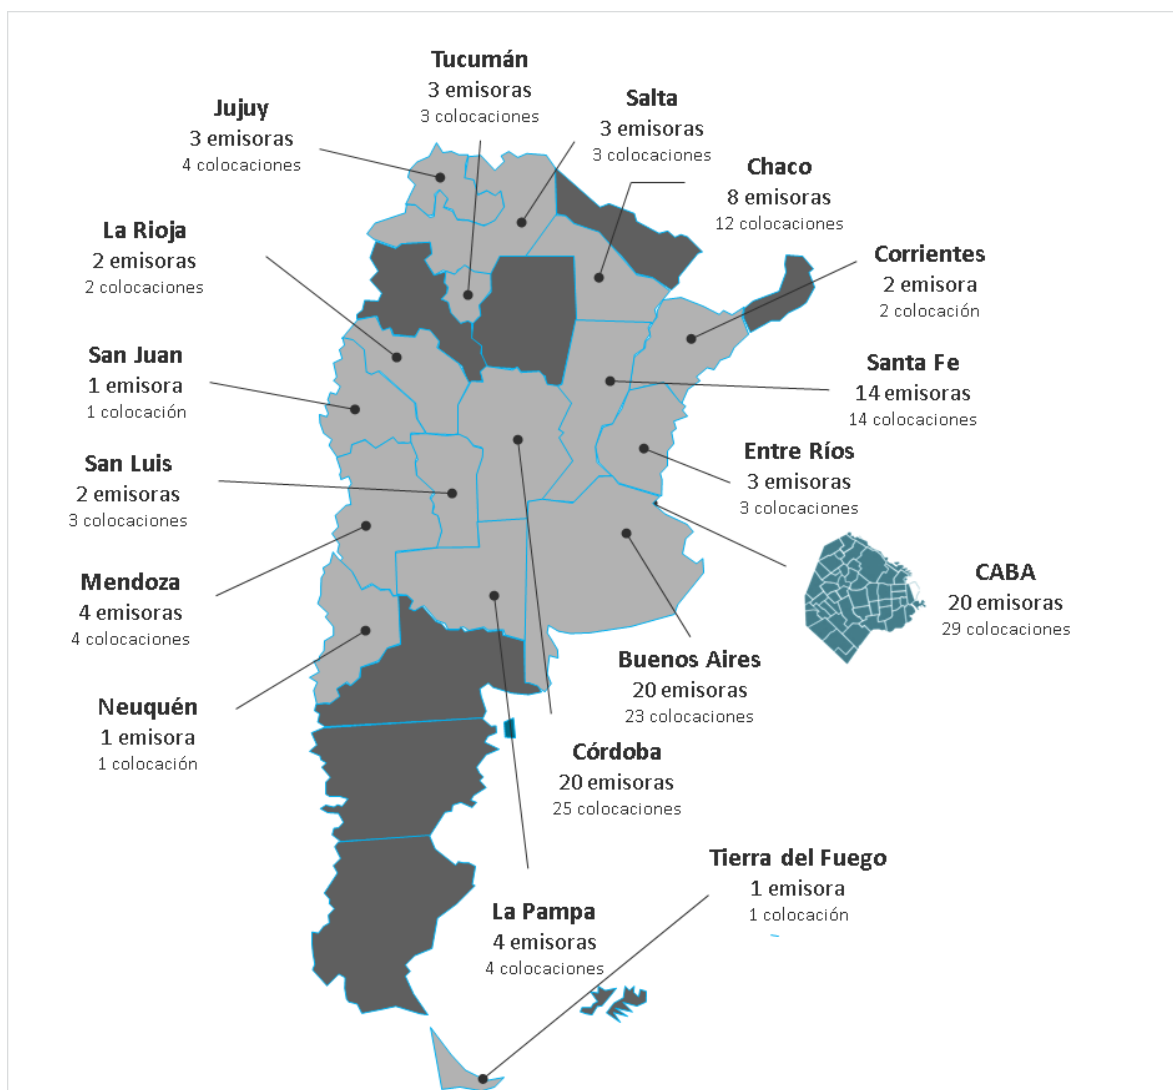 Tucumán
3 emisoras
3 colocaciones
Jujuy
3 emisoras
4 colocaciones
Salta
3 emisoras
3 colocaciones
Chaco
8 emisoras
12 colocaciones
La Rioja
2 emisoras
2 colocaciones
Corrientes
2 emisora
2 colocación
San Juan
1 emisora
1 colocación
Santa Fe
14 emisoras
14 colocaciones
San Luis
2 emisoras
3 colocaciones
Entre Ríos
3 emisoras
3 colocaciones
Mendoza
4 emisoras
4 colocaciones
CABA
20 emisoras
29 colocaciones
Buenos Aires
20 emisoras
23 colocaciones
Neuquén
1 emisora
1 colocación
Córdoba
20 emisoras
25 colocaciones
Tierra del Fuego
1 emisora
1 colocación
La Pampa
4 emisoras
4 colocaciones